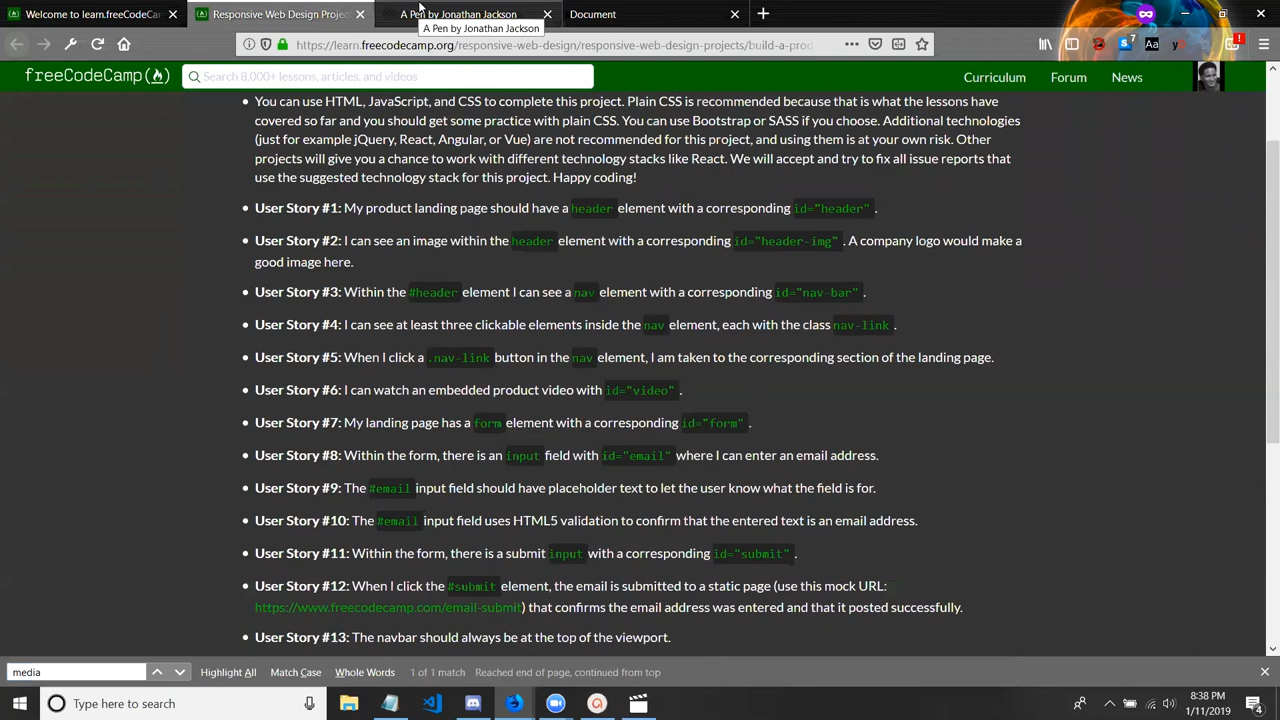 Welcome to learn.freeCodeCa
Responsive Web Design Proje
A Pen by Jonathan Jackson
Document
A Pen by Jonathan Jackson
https://learn.freecodecamp.org/responsive-web-design/responsive-web-design-projects/build-a-prod
7
Aa
freeCodeCamp
Search 8,000+ lessons, articles, and videos
Curriculum
Forum
News
You can use HTML, JavaScript, and CSS to complete this project. Plain CSS is recommended because that is what the lessons have
covered so far and you should get some practice with plain CSS. You can use Bootstrap or SASS if you choose. Additional technologies
(just for example jQuery, React, Angular, or Vue) are not recommended for this project, and using them is at your own risk. Other
projects will give you a chance to work with different technology stacks like React. We will accept and try to fix all issue reports that
use the suggested technology stack for this project. Happy coding!
User Story #1: My product landing page should have a header element with a corresponding id="header" .
User Story #2: I can see an image within the header element with a corresponding id="header-img" . A company logo would make a
good image here.
User Story #3: Within the #header element I can see a nav element with a corresponding id="nav-bar" .
User Story #4: I can see at least three clickable elements inside the nav element, each with the class nav-link .
User Story #5: When I click a .nav-link button in the nav element, I am taken to the corresponding section of the landing page.
User Story #6: I can watch an embedded product video with id="video" .
User Story #7: My landing page has a form element with a corresponding id="form" .
User Story #8: Within the form, there is an input field with id="email" where I can enter an email address.
User Story #9: The #email input field should have placeholder text to let the user know what the field is for.
User Story #10: The #email input field uses HTML5 validation to confirm that the entered text is an email address.
User Story #11: Within the form, there is a submit input with a corresponding id="submit" .
User Story #12: When I click the #submit element, the email is submitted to a static page (use this mock URL:
https://www.freecodecamp.com/email-submit) that confirms the email address was entered and that it posted successfully.
User Story #13: The navbar should always be at the top of the viewport.
media
Highlight All
Match Case
Whole Words
1 of 1 match
Reached end of page, continued from top
Type here to search
8:38 PM
1/11/2019
4